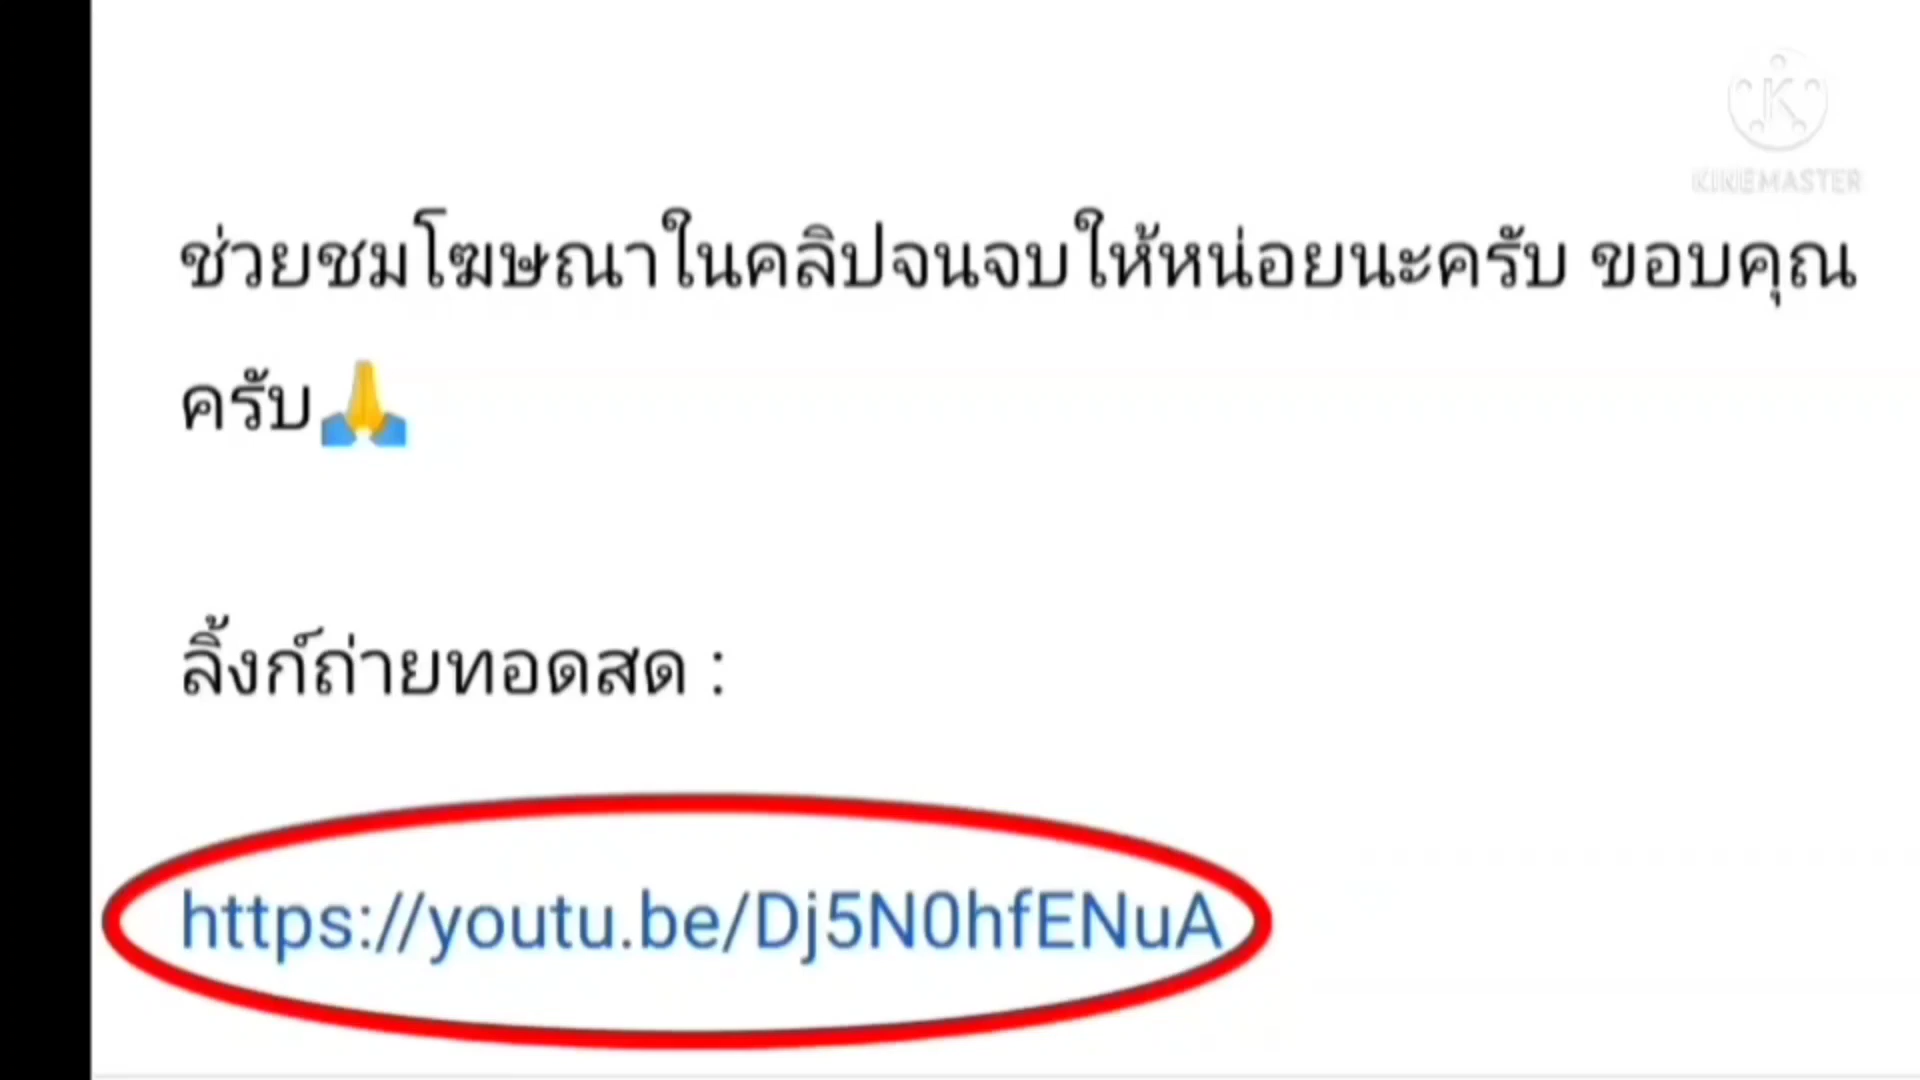 KINEMASTER
ช่วยชมโฆษณาในคลิปจนจบให้หน่อยนะครับ ขอบคุณ
ครับ🙏
ลิ้งก์ถ่ายทอดสด :
https://youtu.be/Dj5N0hfENuA